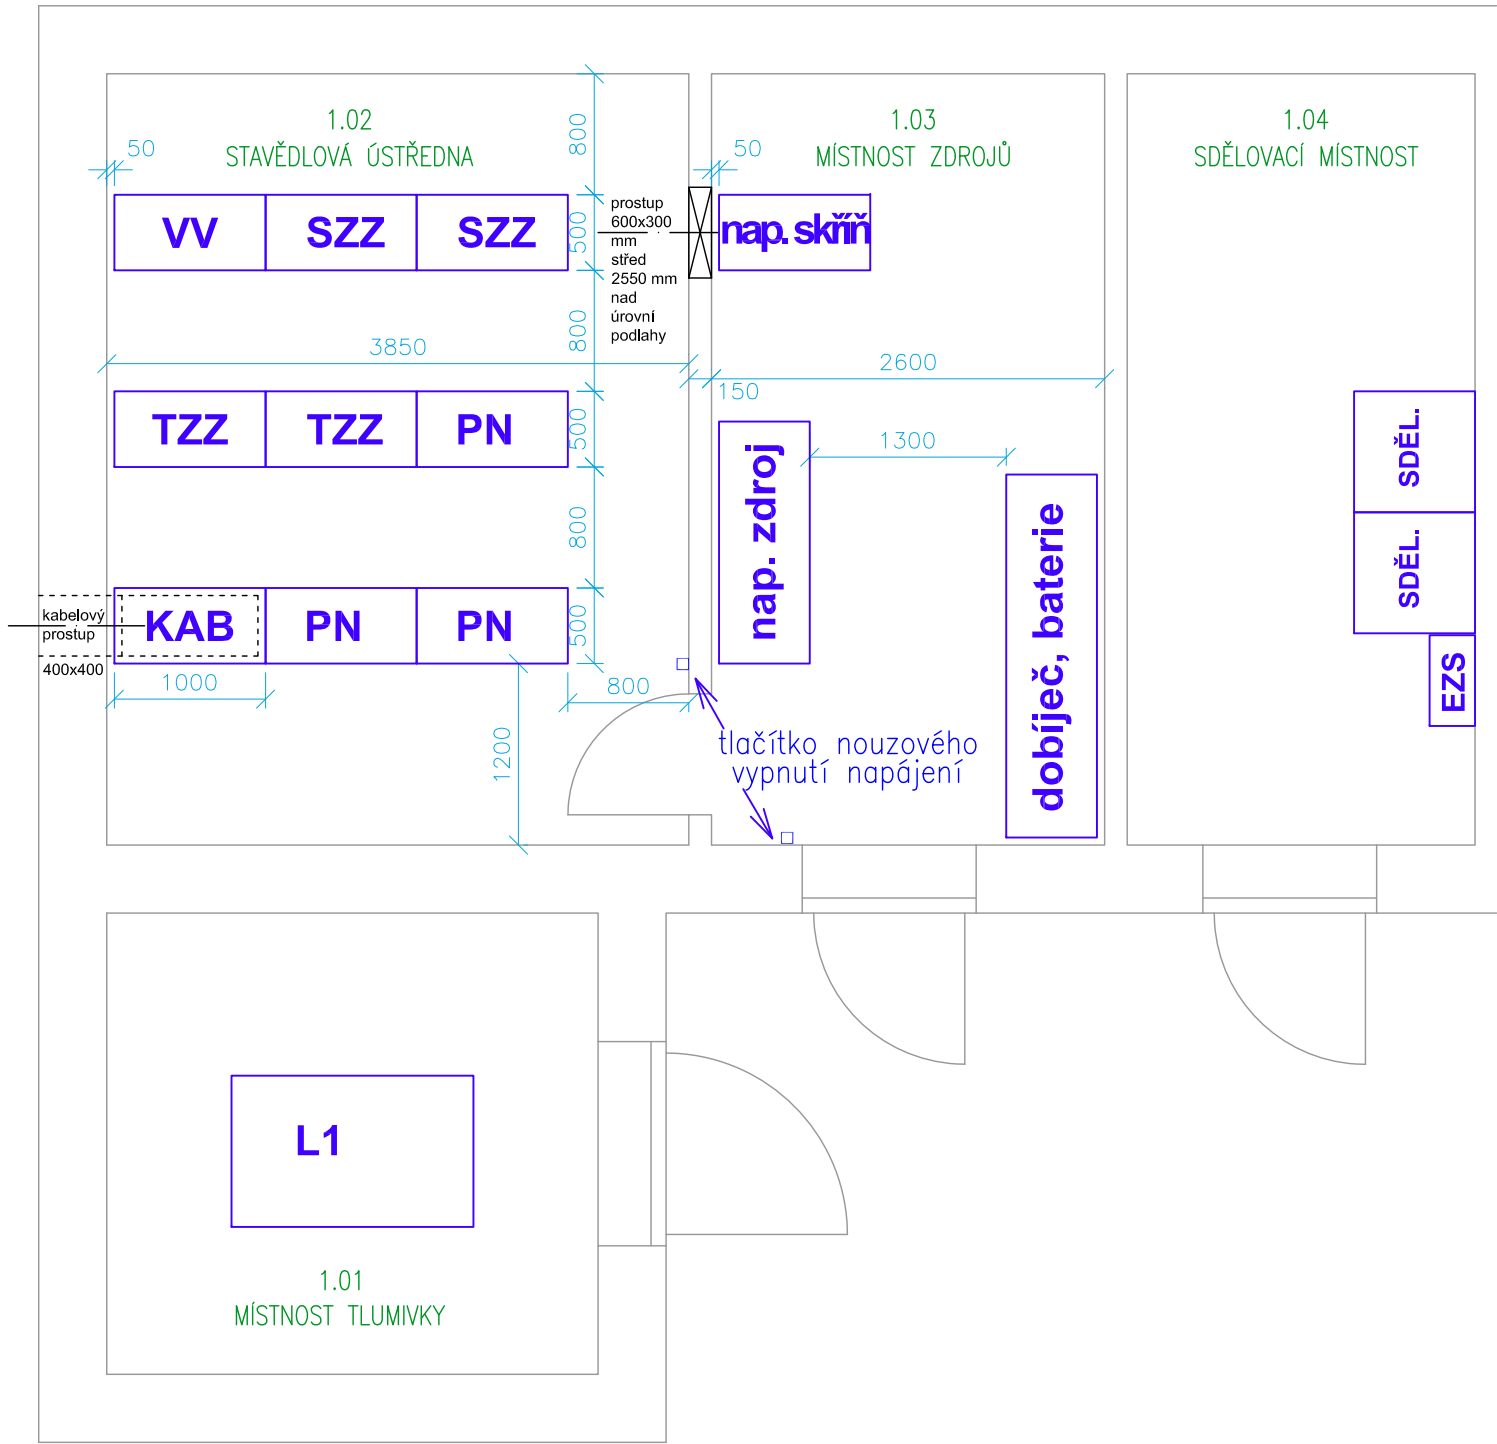 1.02
STAVĚDLOVÁ ÚSTŘEDNA
1.03
MÍSTNOST ZDROJŮ
1.04
SDĚLOVACÍ MÍSTNOST
50
800
50
VV
SZZ
SZZ
500
prostup
600x300
mm
střed
2550 mm
nad
úrovní
podlahy
nap. skříň
800
3850
2600
150
TZZ
TZZ
PN
500
1300
nap. zdroj
dobíječ, baterie
SDĚL.
SDĚL.
EZS
800
kabelový
prostup
400x400
KAB
PN
PN
500
1000
800
1200
tlačítko nouzového
vypnutí napájení
L1
1.01
MÍSTNOST TLUMIVKY